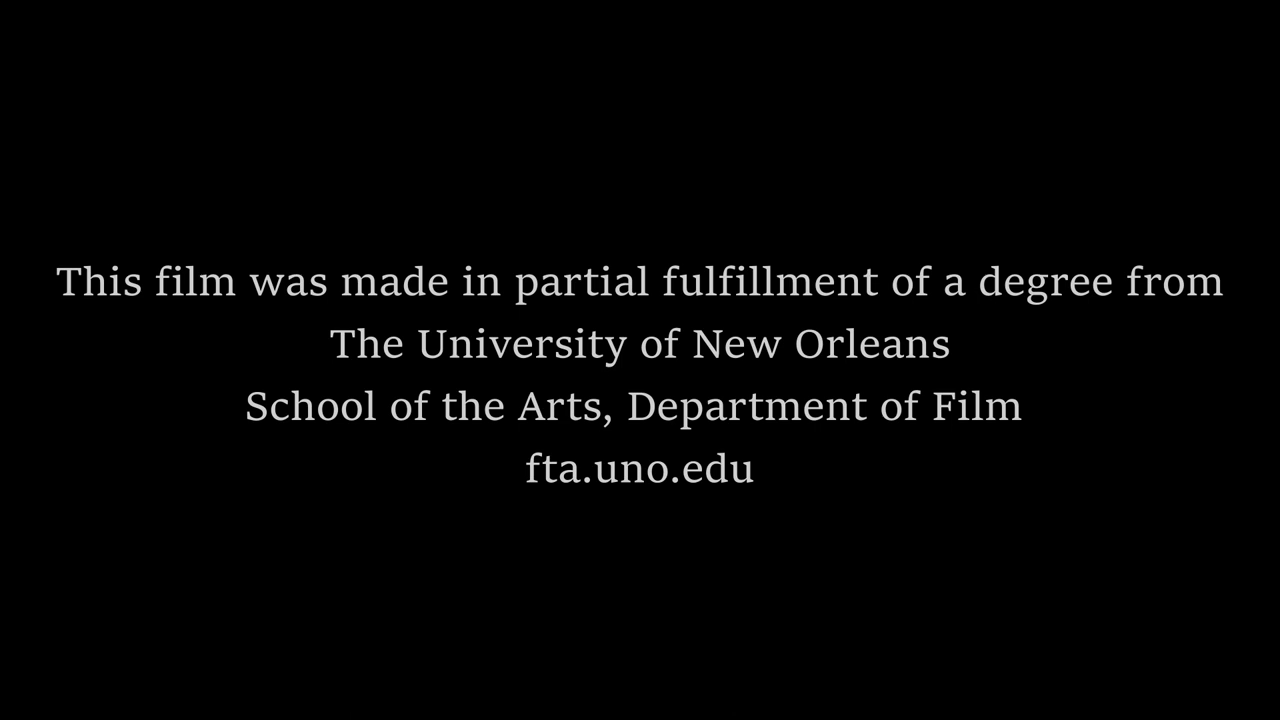 This film was made in partial fulfillment of a degree from
The University of New Orleans
School of the Arts, Department of Film
fta.uno.edu